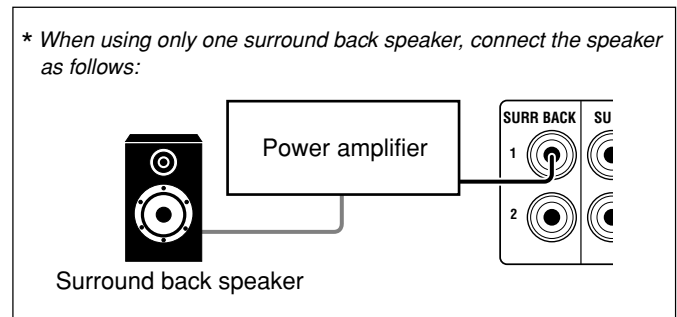 * When using only one surround back speaker, connect the speaker
as follows:
Power amplifier
SURR BACK
SU
1
2
Surround back speaker